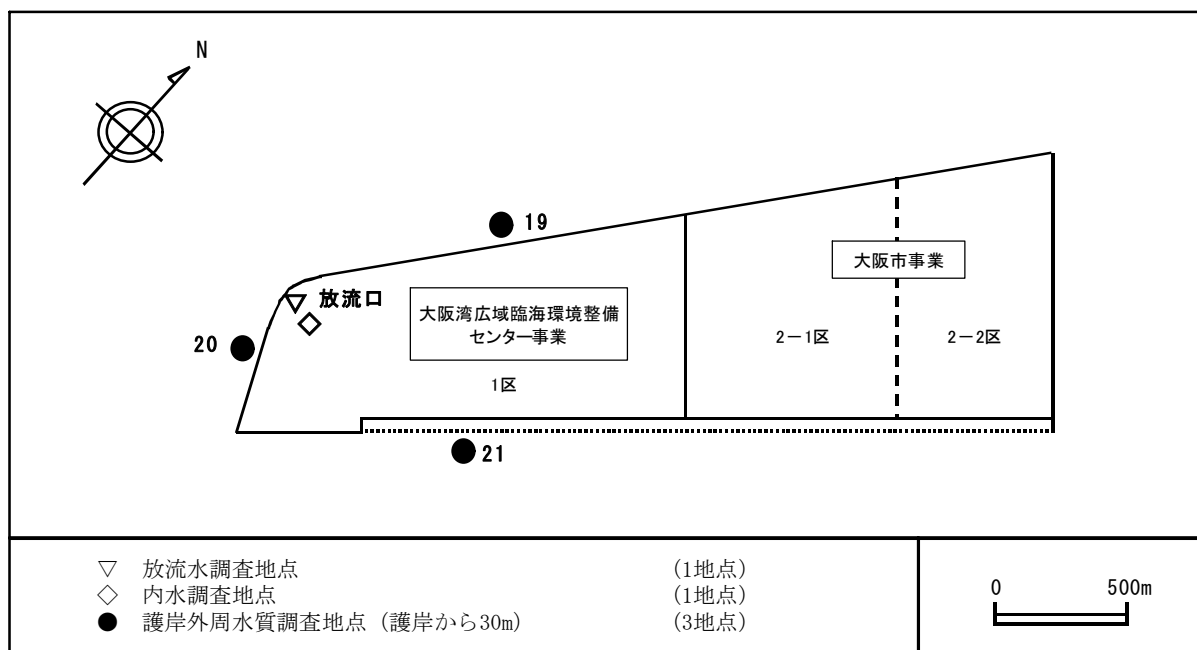 N
19
放流口
大阪市事業
大阪湾広域臨海環境整備
センター事業
20
2－1区
2－2区
1区
21
▽ 放流水調査地点 (1地点)
◇ 内水調査地点 (1地点)
● 護岸外周水質調査地点 (護岸から30m) (3地点)
0 500m